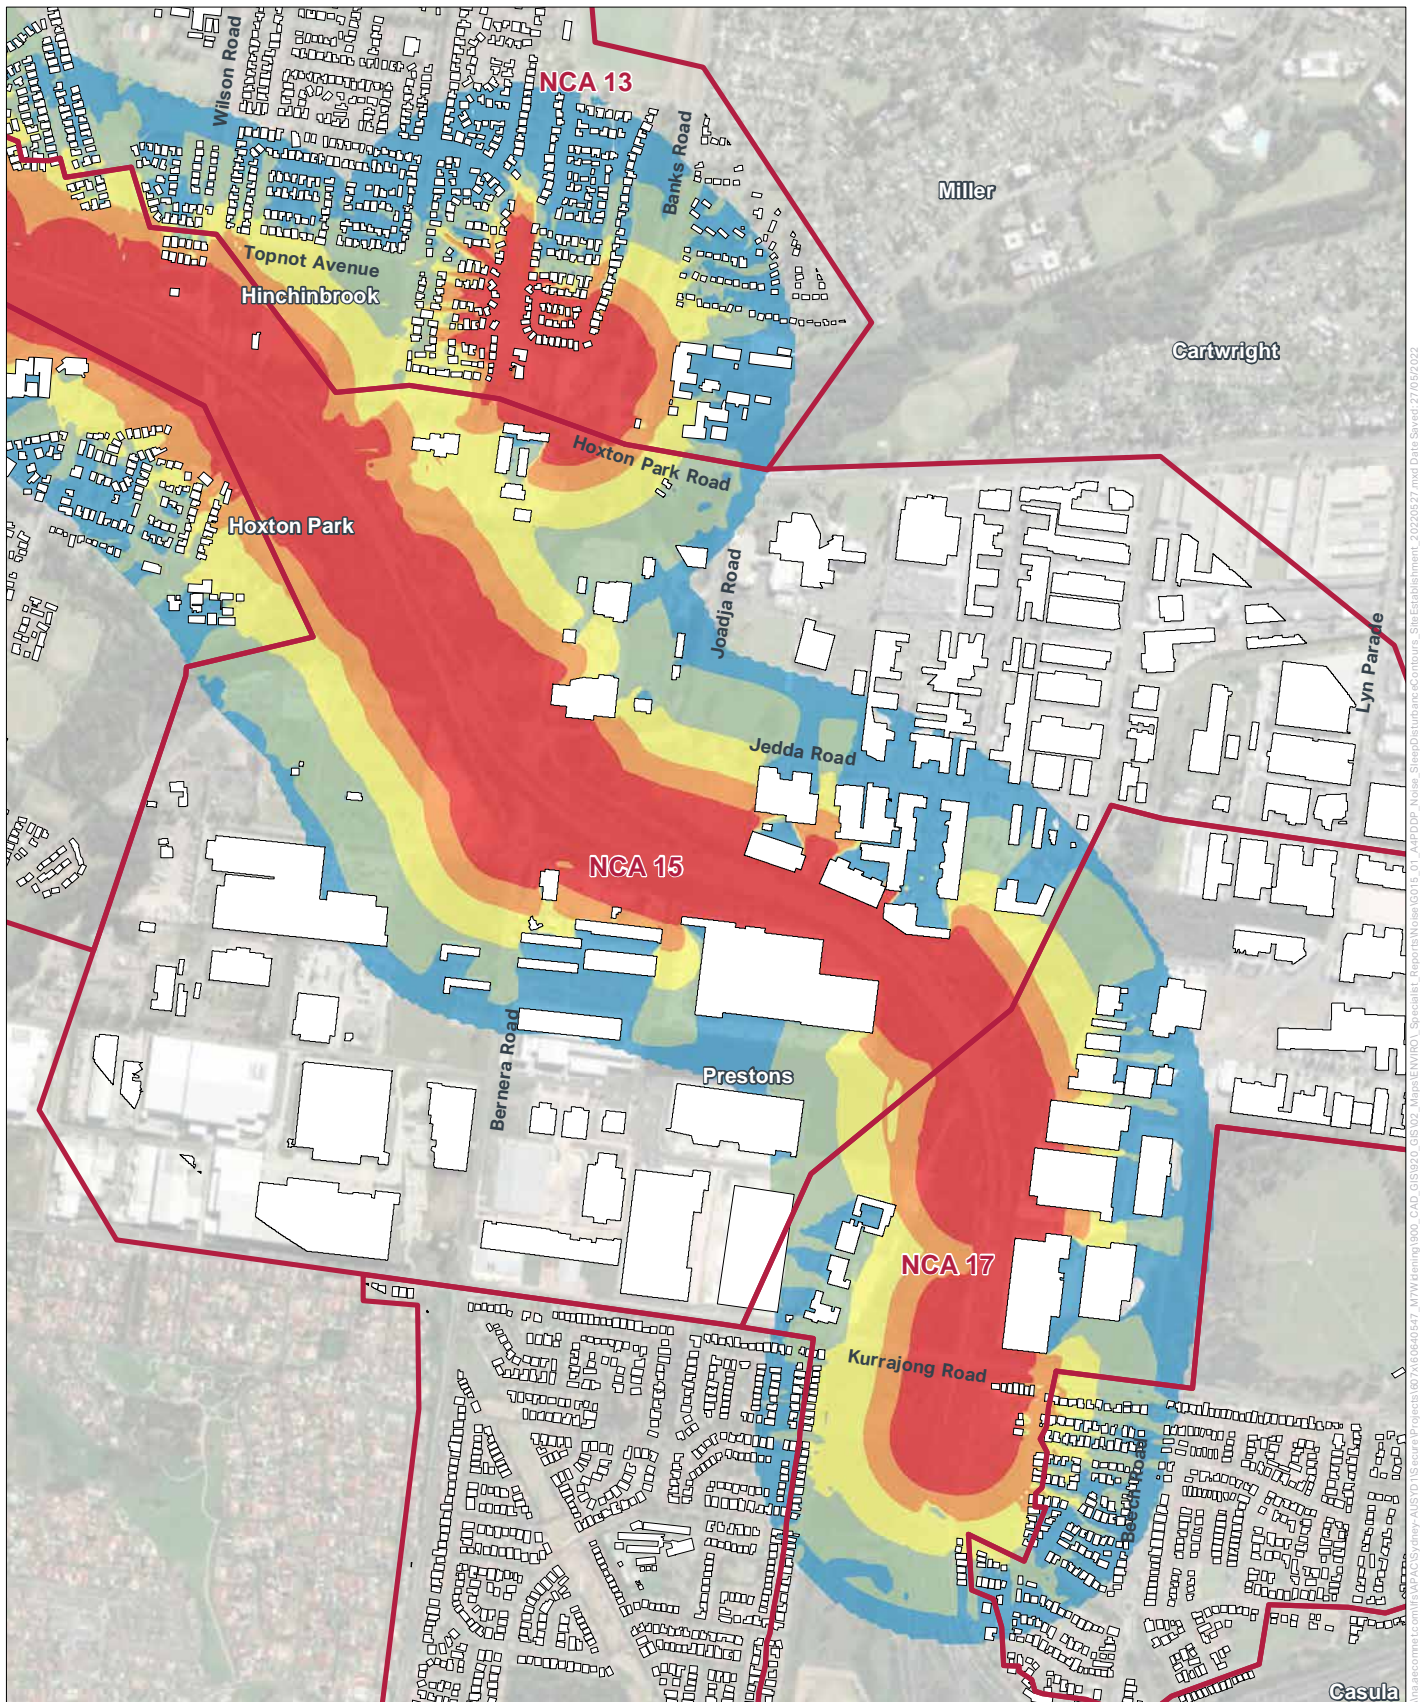 Wilson Road
NCA 13
Banks Road
Miller
Topnot Avenue
Hinchinbrook
Cartwright
Hoxton Park Road
Hoxton Park
Joadja Road
Lyn Parade
Jedda Road
NCA 15
Bernera Road
Prestons
NCA 17
Kurrajong Road
Beech Road
Casula